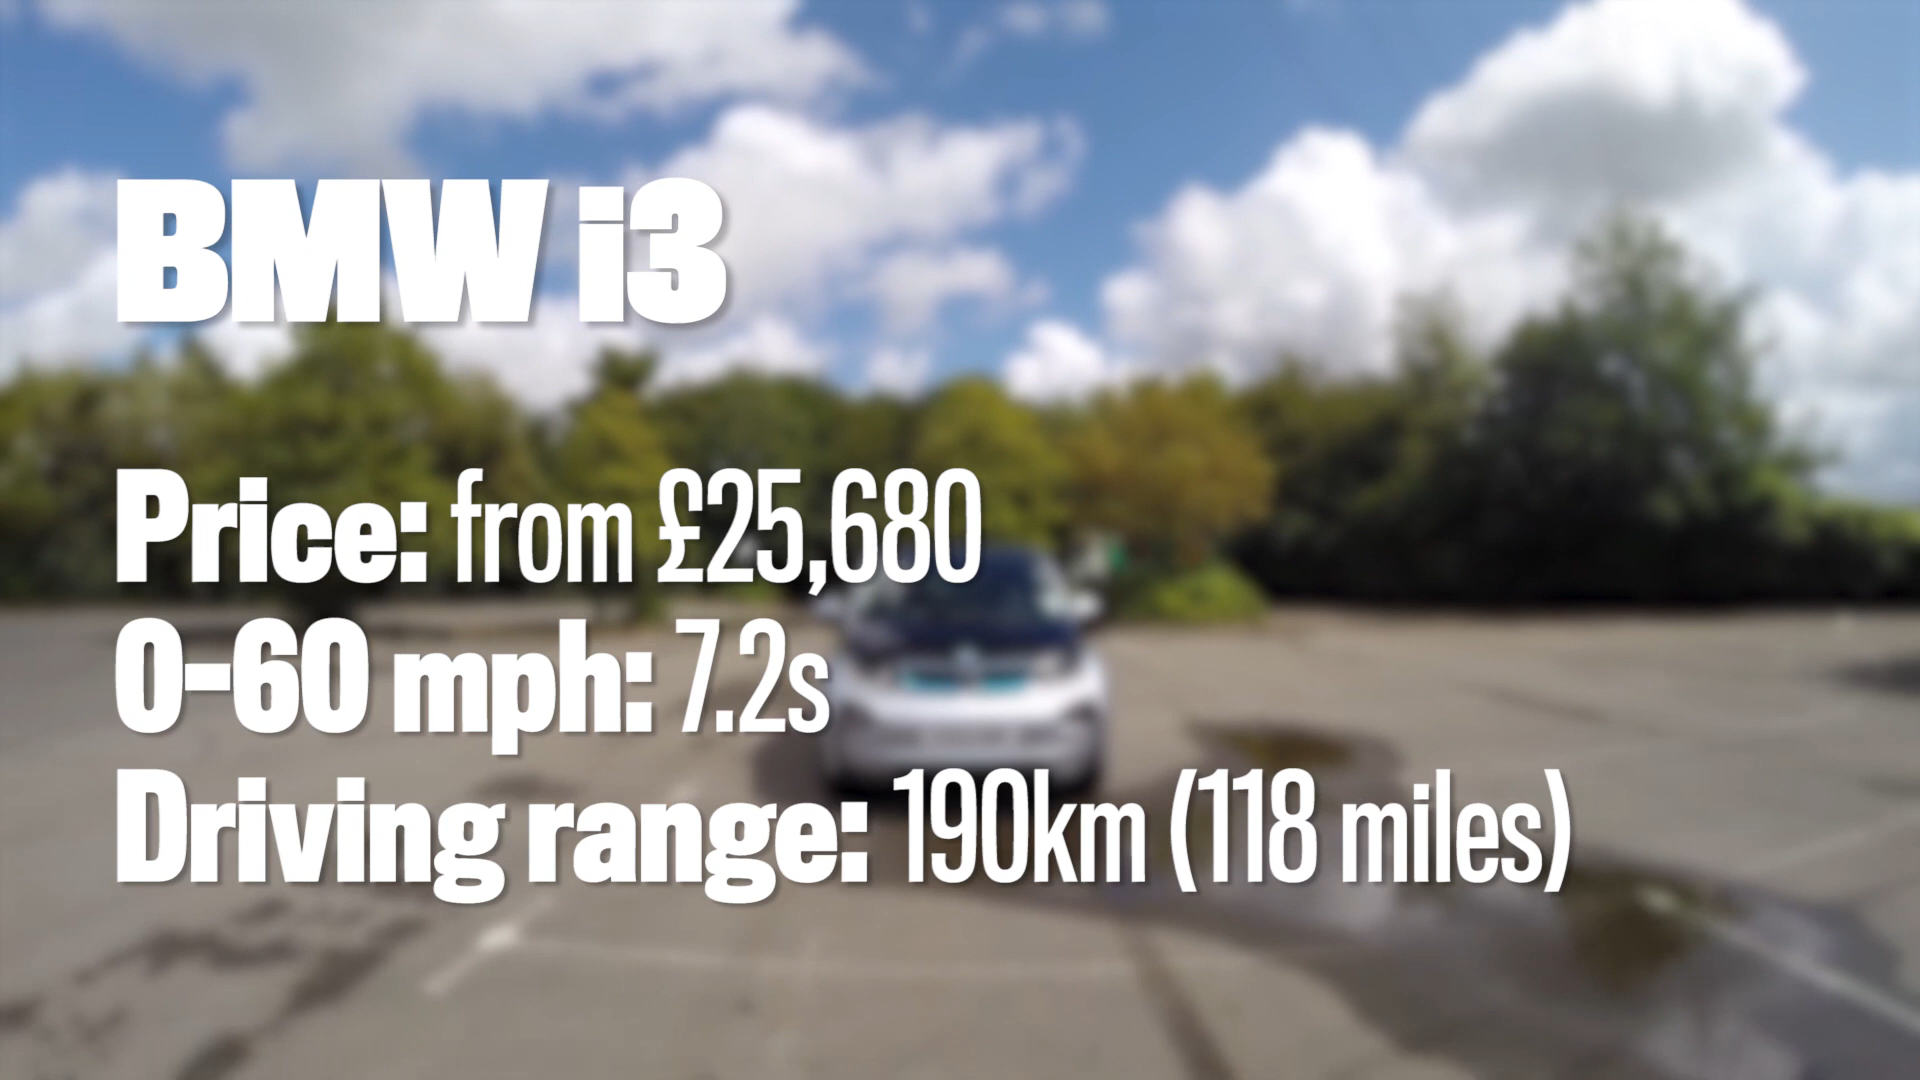 BMW i3
Price: from £25,680
0-60 mph: 7.2s
Driving range: 190km (118 miles)